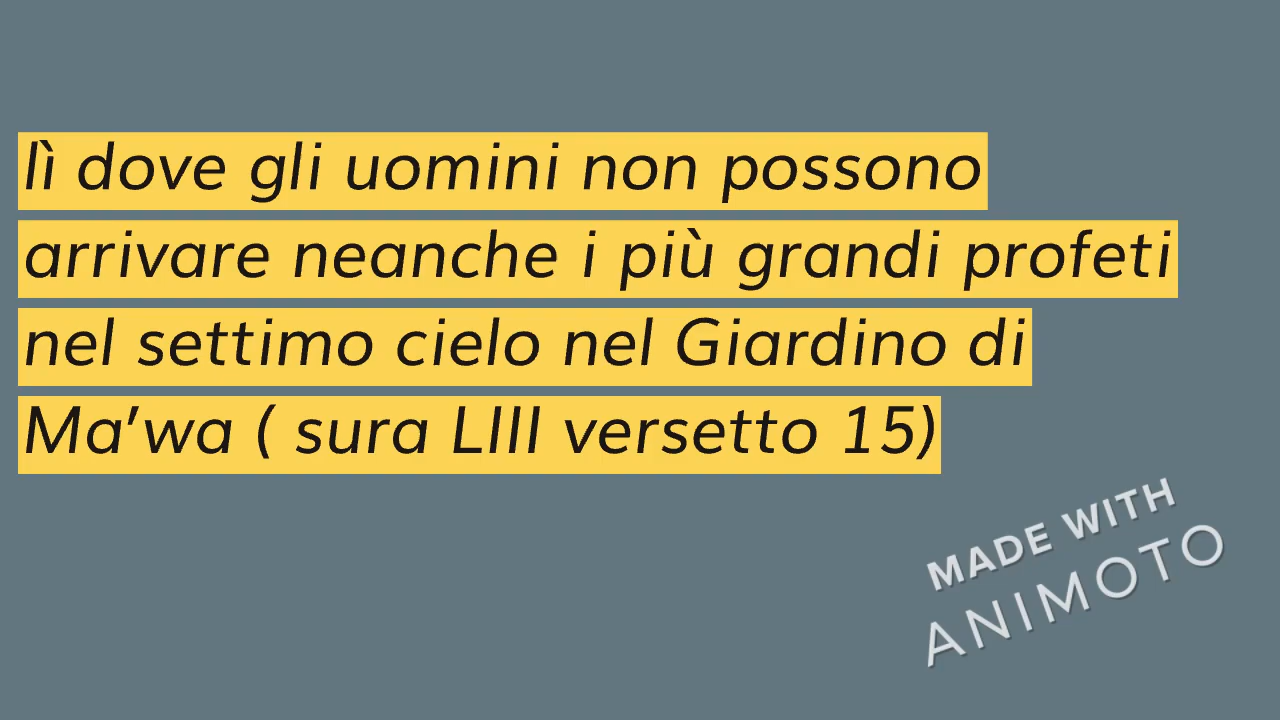 lì dove gli uomini non possono
arrivare neanche i più grandi profeti
nel settimo cielo nel Giardino di
Ma'wa ( sura LIII versetto 15)
MADE WITH
ANIMOTO